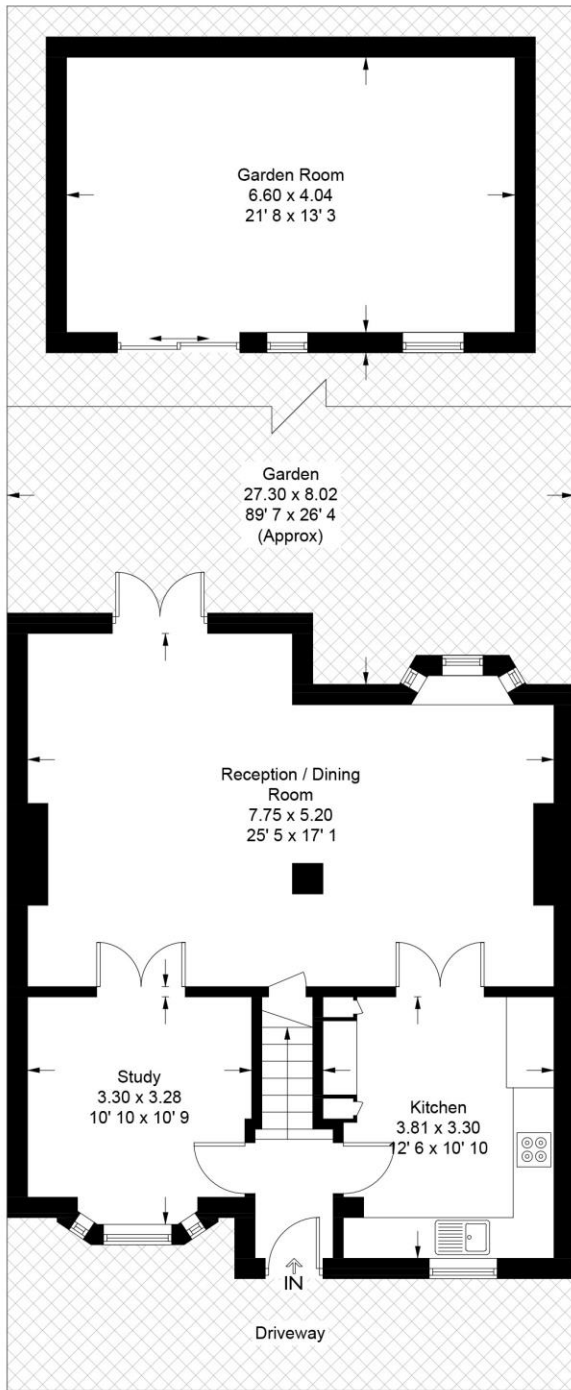 Garden Room
6.60 x 4.04
21' 8 x 13' 3
Garden
27.30 x 8.02
89' 7 x 26' 4
(Approx)
Reception / Dining
Room
7.75 x 5.20
25' 5 x 17' 1
Study
3.30 x 3.28
10' 10 x 10' 9
Kitchen
3.81 x 3.30
12' 6 x 10' 10
IN
Driveway